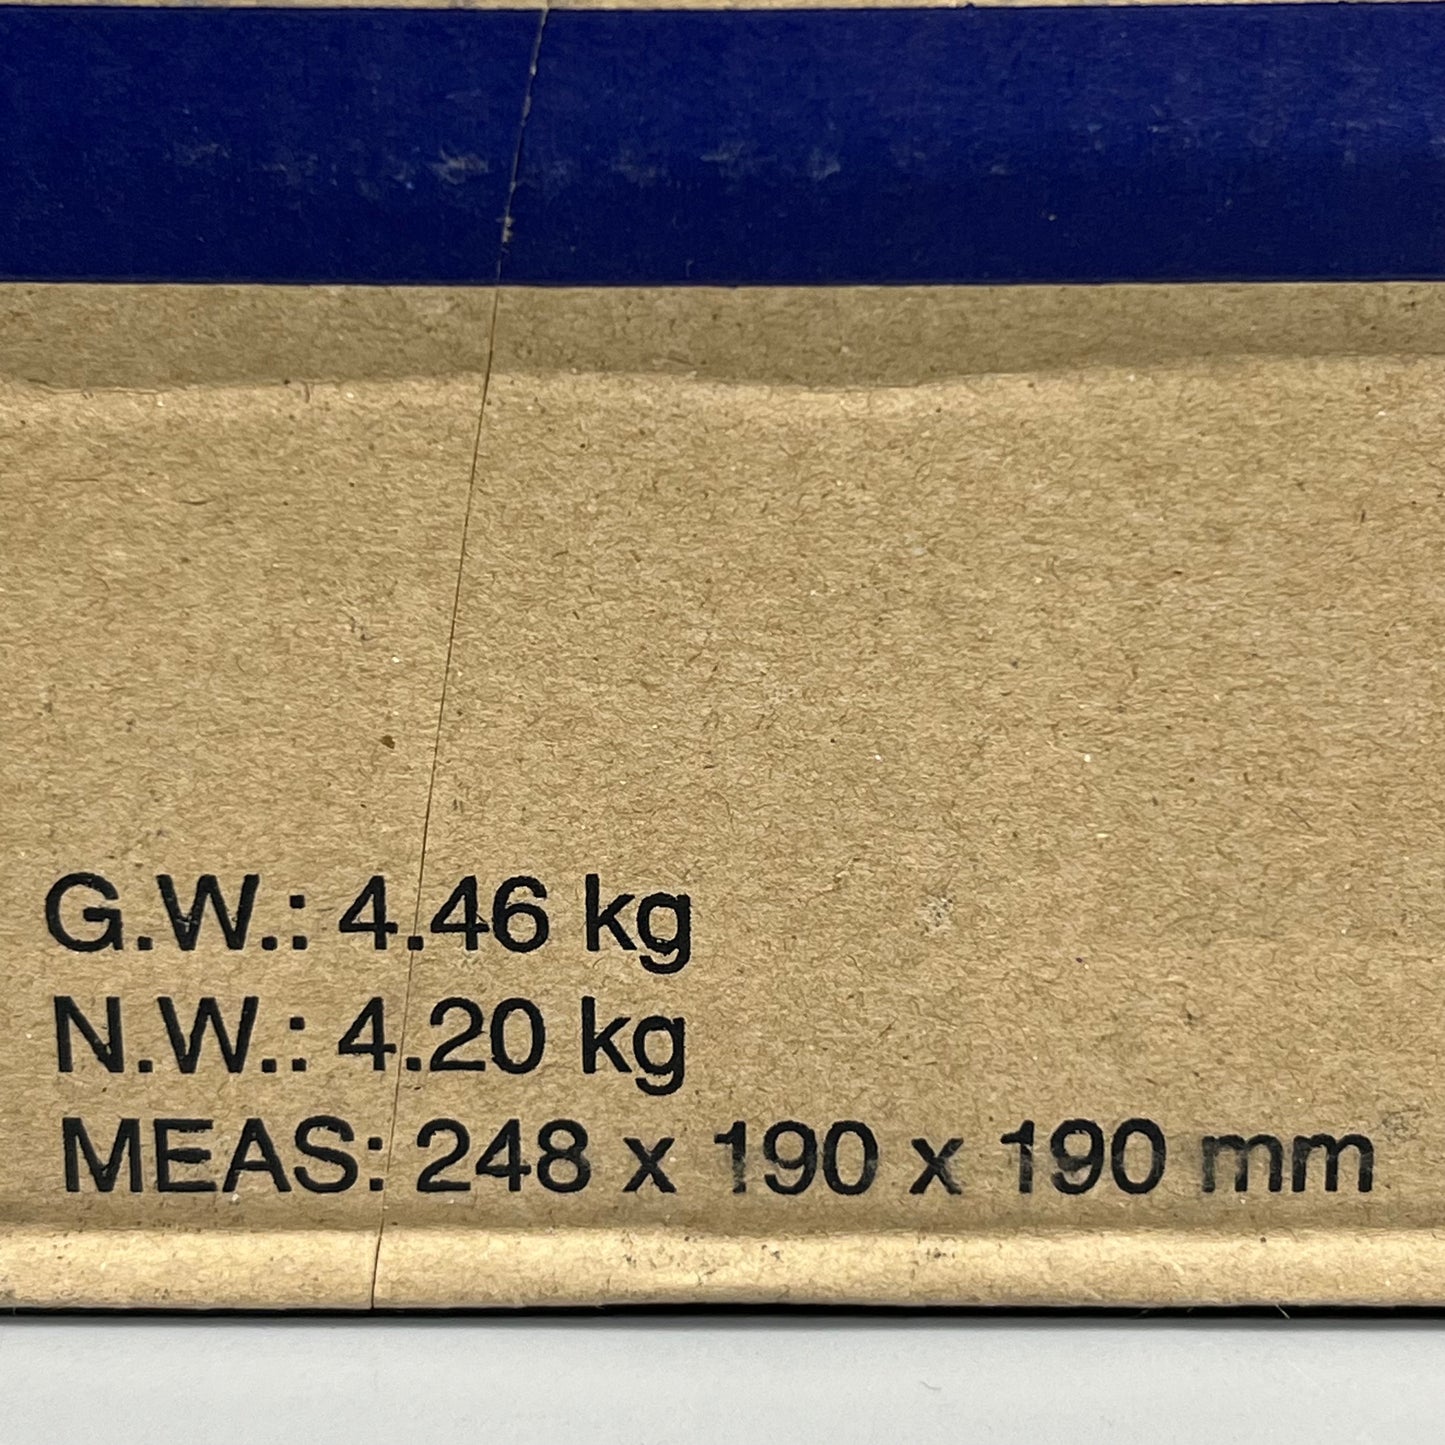 G.W.: 4.46 kg
N.W.: 4.20 kg
MEAS: 248 x 190 x 190 mm